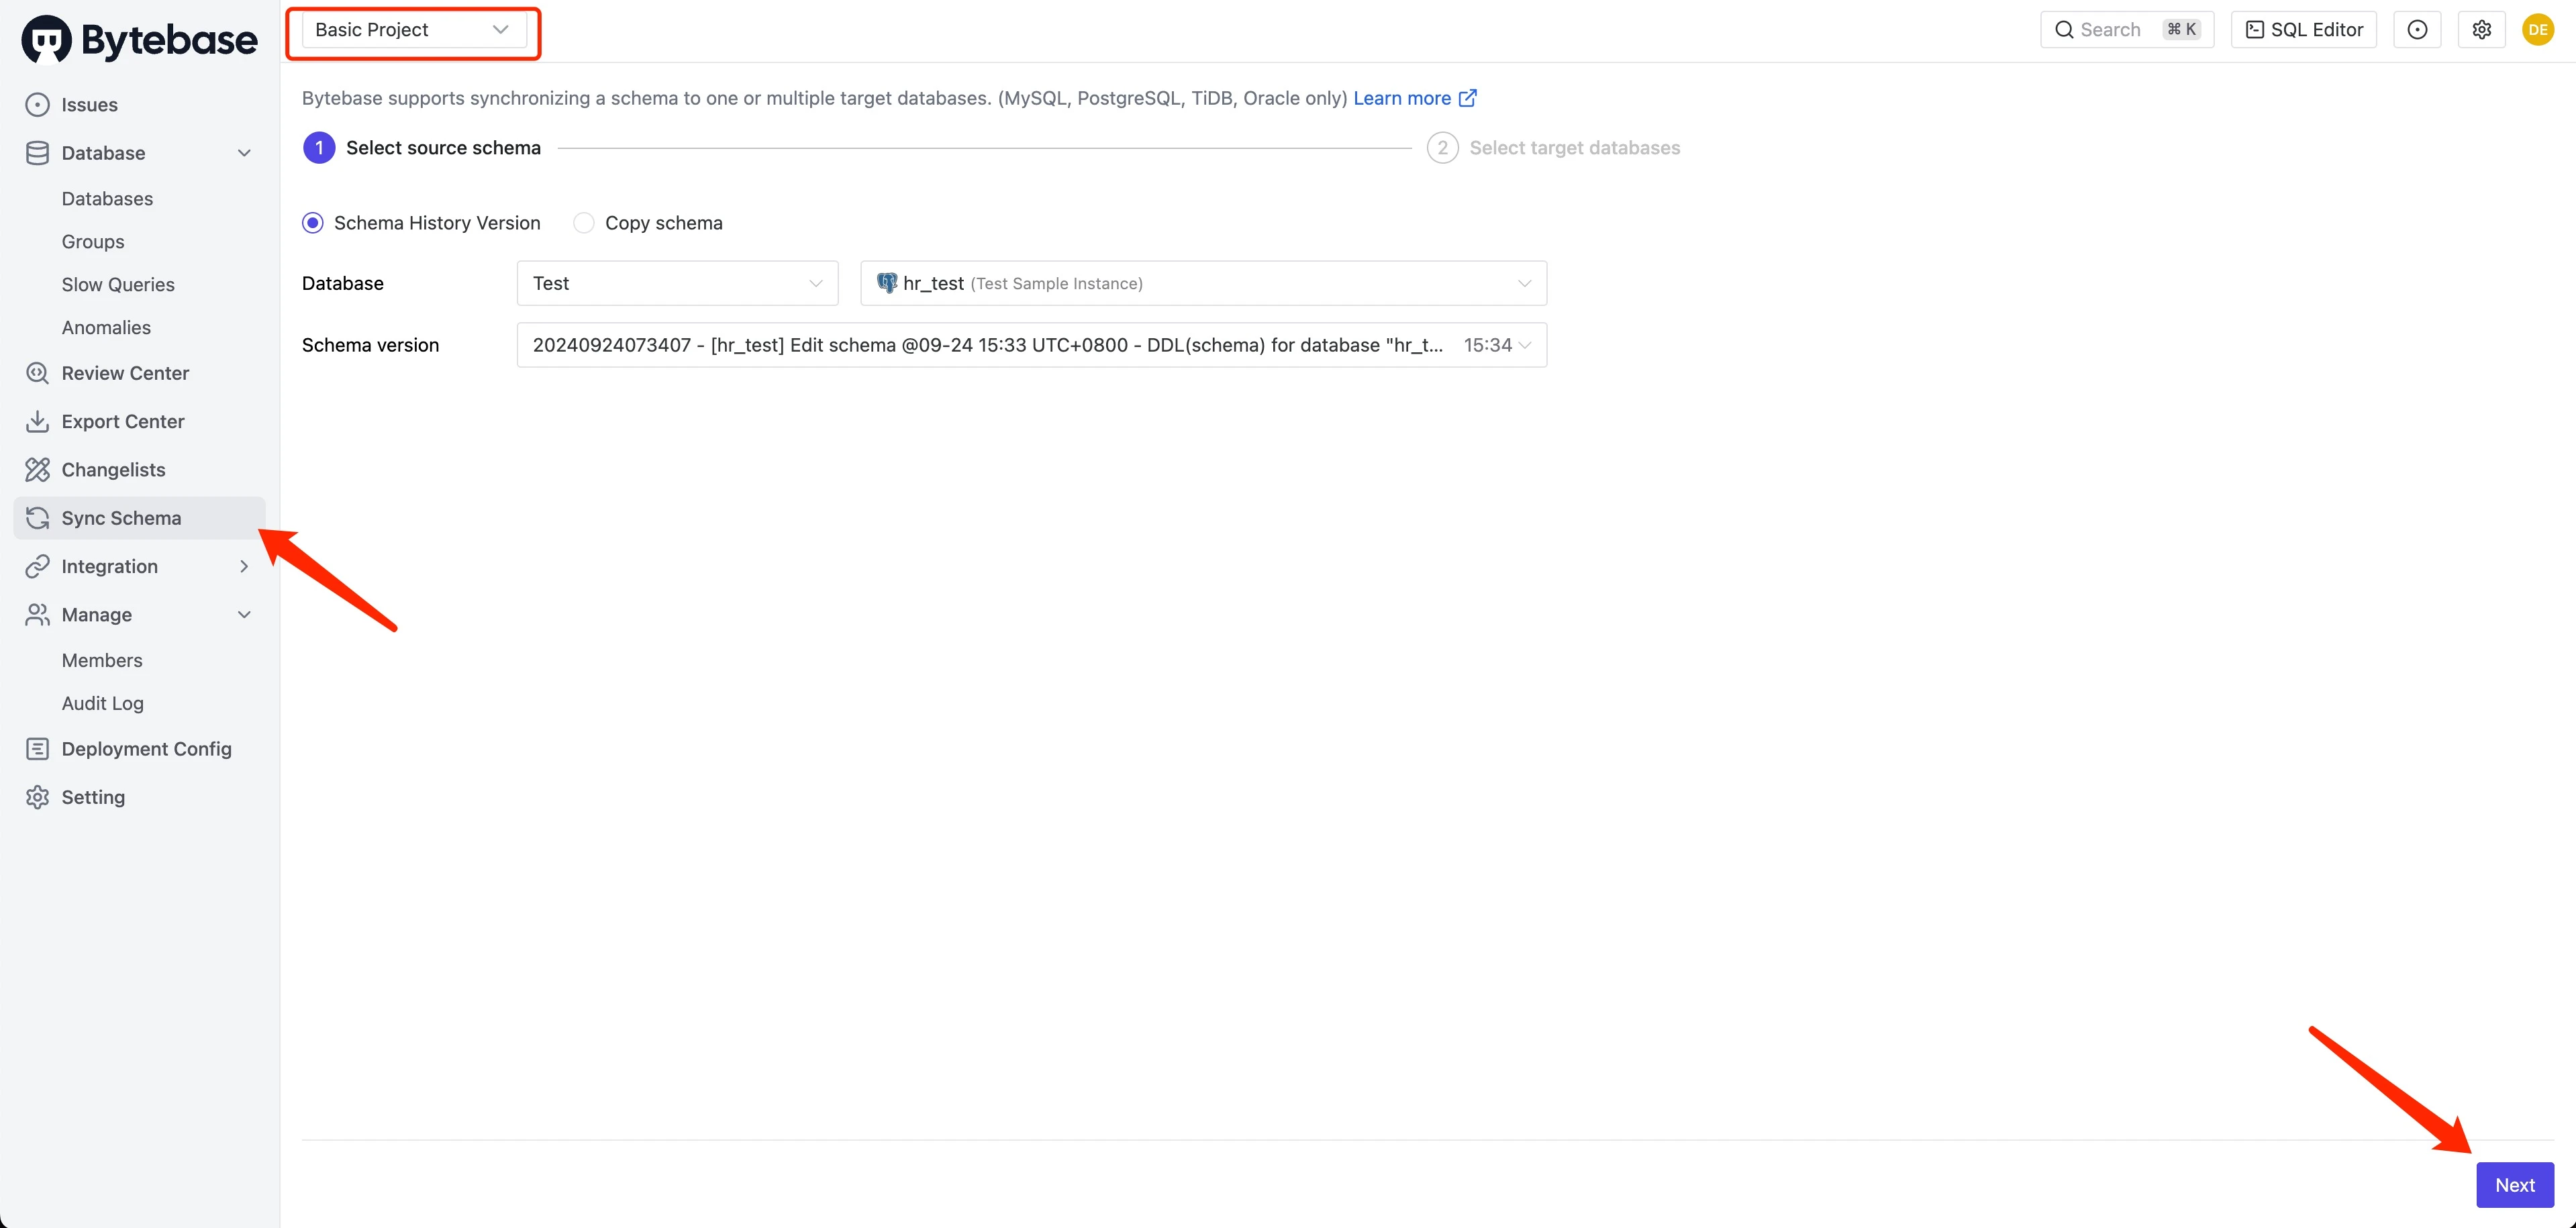 Bytebase
Basic Project
Search ⌘ K
SQL Editor
DE
Issues
Database
Databases
Groups
Slow Queries
Anomalies
Review Center
Export Center
Changelists
Sync Schema
Integration
Manage
Members
Audit Log
Deployment Config
Setting
Bytebase supports synchronizing a schema to one or multiple target databases. (MySQL, PostgreSQL, TiDB, Oracle only) Learn more
1 Select source schema
2 Select target databases
Schema History Version
Copy schema
Database
Test
hr_test (Test Sample Instance)
Schema version
20240924073407 - [hr_test] Edit schema @09-24 15:33 UTC+0800 - DDL(schema) for database "hr_t... 15:34
Next